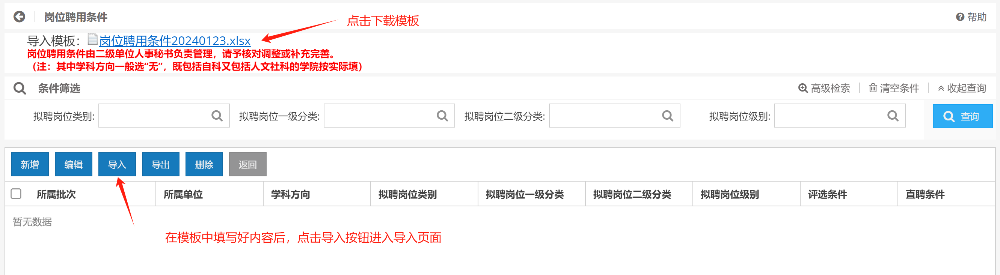 岗位聘用条件
点击下载模板
帮助
导入模板：岗位聘用条件20240123.xlsx
岗位聘用条件由二级单位人事秘书负责管理，请予核对调整或补充完善。
（注：其中学科方向一般选“无”，既包括自科又包括人文社科的学院按实际填）
条件筛选
高级检索
清空条件
收起查询
拟聘岗位类别:
拟聘岗位一级分类:
拟聘岗位二级分类:
拟聘岗位级别:
查询
新增
编辑
导入
导出
删除
返回
所属批次
所属单位
学科方向
拟聘岗位类别
拟聘岗位一级分类
拟聘岗位二级分类
拟聘岗位级别
评选条件
直聘条件
暂无数据
在模板中填写好内容后，点击导入按钮进入导入页面